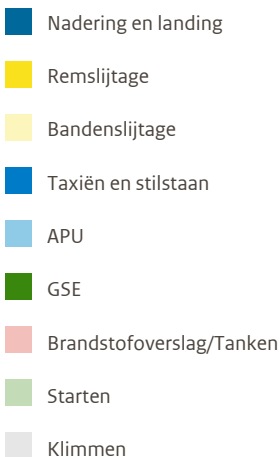 Nadering en landing
Remslijtage
Bandenslijtage
Taxiën en stilstaan
APU
GSE
Brandstofoverslag/Tanken
Starten
Klimmen